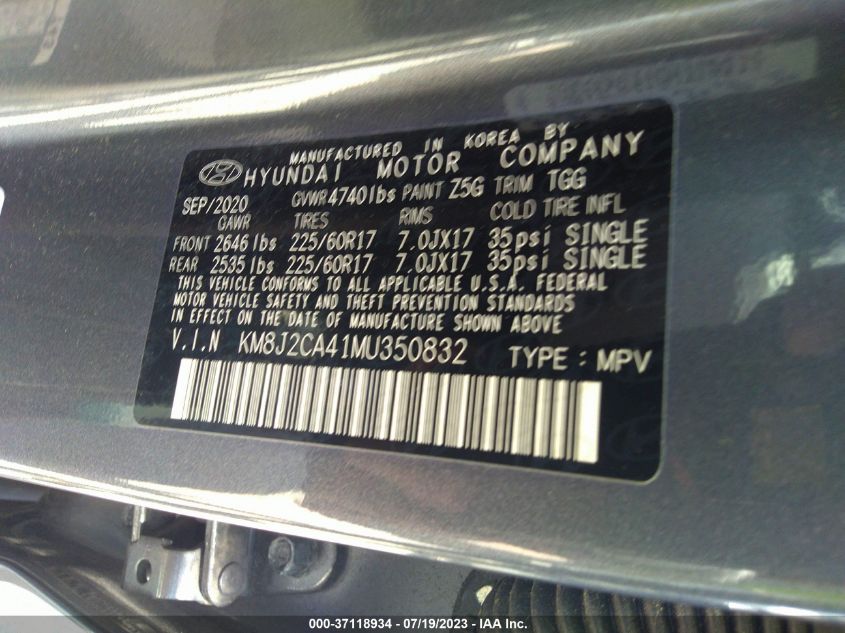 MANUFACTURED IN KOREA BY
HYUNDAI MOTOR COMPANY
SEP/2020 GVWR 4740lbs PAINT Z5G TRIM TGG
GAWR TIRES RIMS COLD TIRE INFL
FRONT 2646 lbs 225/60R17 7.0JX17 35psi SINGLE
REAR 2535 lbs 225/60R17 7.0JX17 35psi SINGLE
THIS VEHICLE CONFORMS TO ALL APPLICABLE U.S.A. FEDERAL
MOTOR VEHICLE SAFETY AND THEFT PREVENTION STANDARDS
IN EFFECT ON THE DATE OF MANUFACTURE SHOWN ABOVE.
V.I.N KM8J2CA41MU350832 TYPE : MPV
000-37118934 - 07/19/2023 - IAAI.com